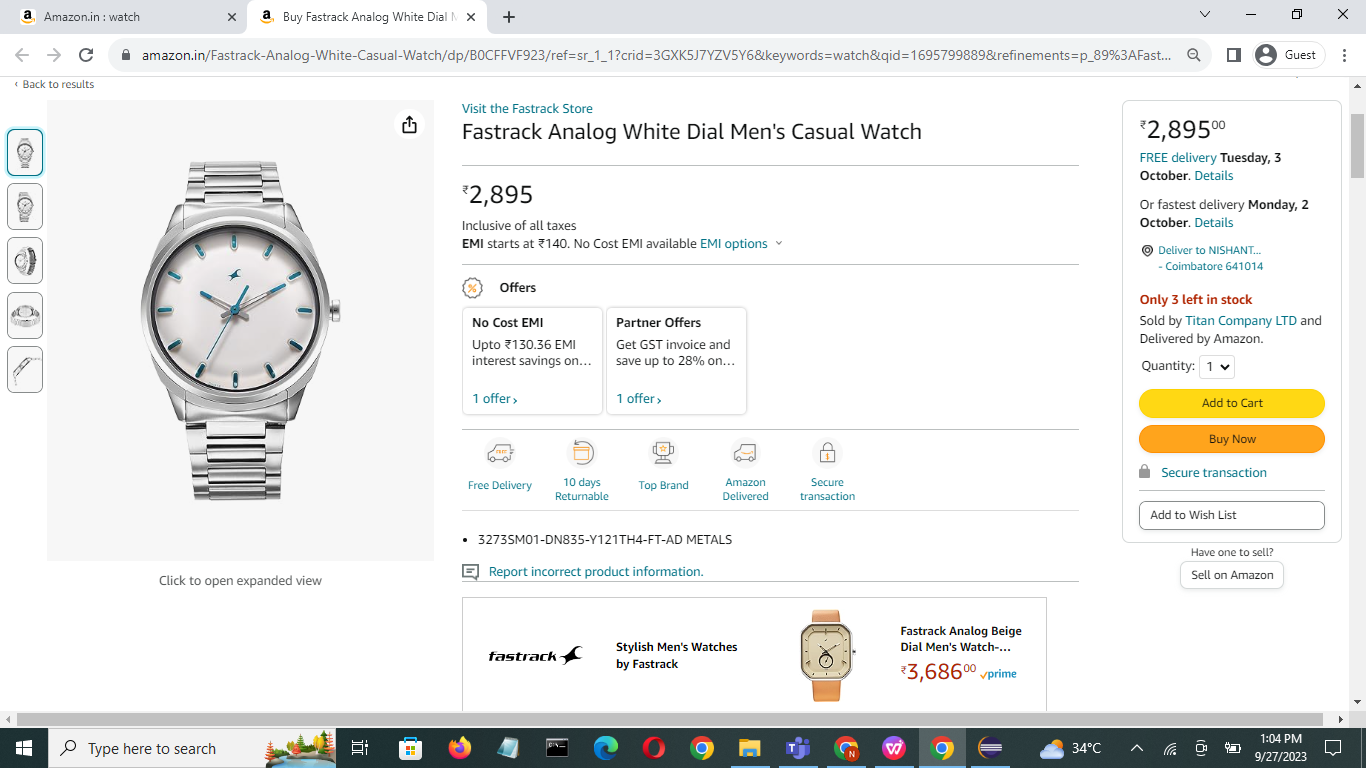 Amazon.in : watch
Buy Fastrack Analog White Dial M
amazon.in/Fastrack-Analog-White-Casual-Watch/dp/B0CFFVF923/ref=sr_1_1?crid=3GXK5J7YZV5Y6&keywords=watch&qid=1695799889&refinements=p_89%3AFast...
Guest
‹ Back to results
Click to open expanded view
Visit the Fastrack Store
Fastrack Analog White Dial Men's Casual Watch
₹2,895
Inclusive of all taxes
EMI starts at ₹140. No Cost EMI available EMI options
Offers
No Cost EMI
Upto ₹130.36 EMI
interest savings on…
1 offer ›
Partner Offers
Get GST invoice and
save up to 28% on…
1 offer ›
FREE
Free Delivery
10 days
Returnable
Top Brand
Amazon
Delivered
Secure
transaction
• 3273SM01-DN835-Y121TH4-FT-AD METALS
Report incorrect product information.
fastrack
Stylish Men's Watches
by Fastrack
Fastrack Analog Beige
Dial Men's Watch-...
₹3,686.00 prime
₹2,895.00
FREE delivery Tuesday, 3
October. Details
Or fastest delivery Monday, 2
October. Details
Deliver to NISHANT...
- Coimbatore 641014
Only 3 left in stock
Sold by Titan Company LTD and
Delivered by Amazon.
Quantity: 1
Add to Cart
Buy Now
Secure transaction
Add to Wish List
Have one to sell?
Sell on Amazon
Type here to search
34°C
1:04 PM
9/27/2023